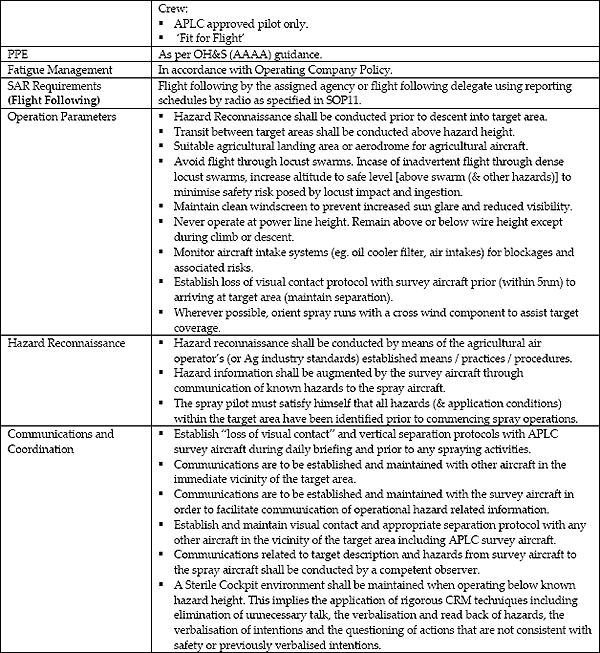 Crew:
▪ APLC approved pilot only.
▪ ‘Fit for Flight’
PPE
As per OH&S (AAAA) guidance.
Fatigue Management
In accordance with Operating Company Policy.
SAR Requirements
(Flight Following)
Flight following by the assigned agency or flight following delegate using reporting
schedules by radio as specified in SOP11.
Operation Parameters
▪ Hazard Reconnaissance shall be conducted prior to descent into target area.
▪ Transit between target areas shall be conducted above hazard height.
▪ Suitable agricultural landing area or aerodrome for agricultural aircraft.
▪ Avoid flight through locust swarms. Incase of inadvertent flight through dense
locust swarms, increase altitude to safe level [above swarm (& other hazards)] to
minimise safety risk posed by locust impact and ingestion.
▪ Maintain clean windscreen to prevent increased sun glare and reduced visibility.
▪ Never operate at power line height. Remain above or below wire height except
during climb or descent.
▪ Monitor aircraft intake systems (eg. oil cooler filter, air intakes) for blockages and
associated risks.
▪ Establish loss of visual contact protocol with survey aircraft prior (within 5nm) to
arriving at target area (maintain separation).
▪ Wherever possible, orient spray runs with a cross wind component to assist target
coverage.
Hazard Reconnaissance
▪ Hazard reconnaissance shall be conducted by means of the agricultural air
operator’s (or Ag industry standards) established means / practices / procedures.
▪ Hazard information shall be augmented by the survey aircraft through
communication of known hazards to the spray aircraft.
▪ The spray pilot must satisfy himself that all hazards (& application conditions)
within the target area have been identified prior to commencing spray operations.
Communications and
Coordination
▪ Establish “loss of visual contact” and vertical separation protocols with APLC
survey aircraft during daily briefing and prior to any spraying activities.
▪ Communications are to be established and maintained with other aircraft in the
immediate vicinity of the target area.
▪ Communications are to be established and maintained with the survey aircraft in
order to facilitate communication of operational hazard related information.
▪ Establish and maintain visual contact and appropriate separation protocol with any
other aircraft in the vicinity of the target area including APLC survey aircraft.
▪ Communications related to target description and hazards from survey aircraft to
the spray aircraft shall be conducted by a competent observer.
▪ A Sterile Cockpit environment shall be maintained when operating below known
hazard height. This implies the application of rigorous CRM techniques including
elimination of unnecessary talk, the verbalisation and read back of hazards, the
verbalisation of intentions and the questioning of actions that are not consistent with
safety or previously verbalised intentions.